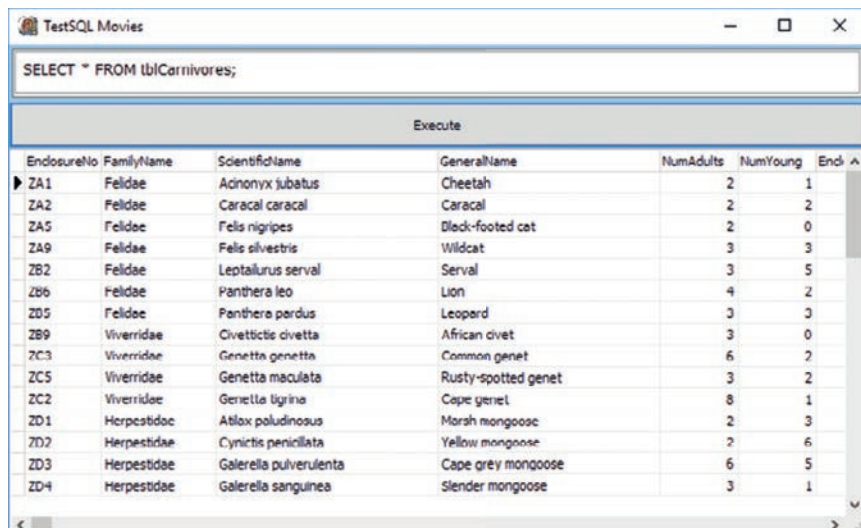 TestSQL Movies
SELECT * FROM tblCarnivores;
Execute
EnclosureNo FamilyName ScientificName GeneralName NumAdults NumYoung Encl
ZA1 Felidae Acinonyx jubatus Cheetah 2 1
ZA2 Felidae Caracal caracal Caracal 2 2
ZA5 Felidae Felis nigripes Black-footed cat 2 0
ZA9 Felidae Felis silvestris Wildcat 3 3
ZB2 Felidae Leptailurus serval Serval 3 5
ZB6 Felidae Panthera leo Lion 4 2
ZB5 Felidae Panthera pardus Leopard 3 3
ZB9 Viverridae Civettictis civetta African civet 3 0
ZC3 Viverridae Genetta genetta Common genet 6 2
ZC5 Viverridae Genetta maculata Rusty-spotted genet 3 2
ZC2 Viverridae Genetta tigrina Cape genet 8 1
ZD1 Herpestidae Atilax paludinosus Marsh mongoose 2 3
ZD2 Herpestidae Cynictis penicillata Yellow mongoose 2 6
ZD3 Herpestidae Galerella pulverulenta Cape grey mongoose 6 5
ZD4 Herpestidae Galerella sanguinea Slender mongoose 3 1